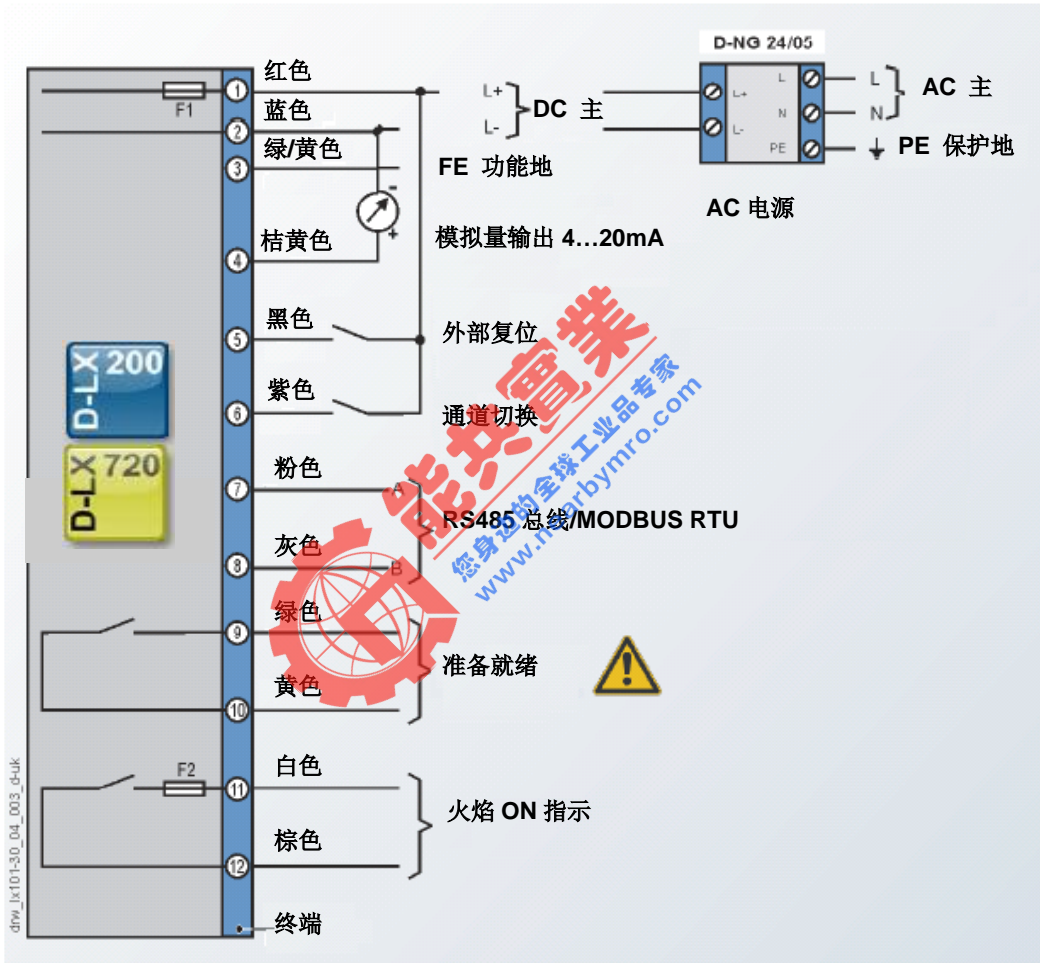 D-NG 24/05
红色
1
F1
L+
L-
DC 主
L+
L-
L
N
PE
L
N
AC 主
PE 保护地
蓝色
2
绿/黄色
3
FE 功能地
AC 电源
-
+
桔黄色
4
模拟量输出 4…20mA
黑色
5
外部复位
D-LX 200
紫色
6
通道切换
D-LX 720
粉色
7
A
RS485 总线/MODBUS RTU
灰色
8
B
绿色
9
准备就绪
黄色
10
白色
F2
11
火焰 ON 指示
棕色
12
终端
drw_lx101-30_04_003_d-uk
能共實業
您身边的全球工业品专家
www.nearbymro.com